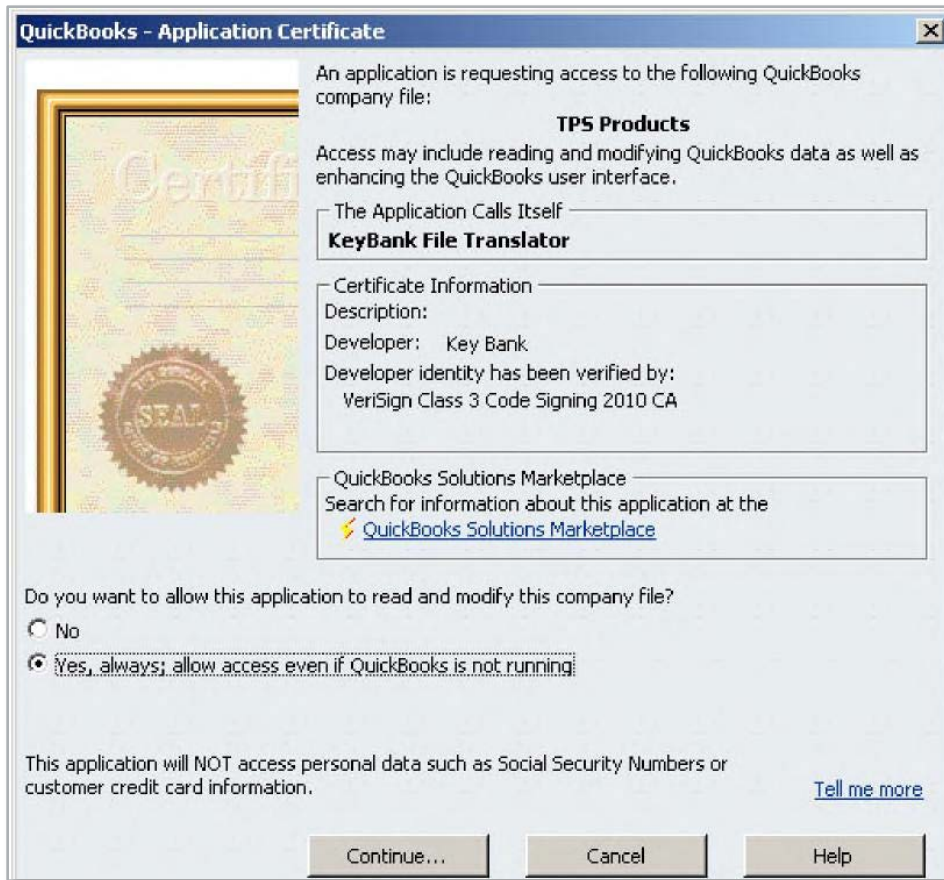 QuickBooks - Application Certificate
An application is requesting access to the following QuickBooks
company file:
TPS Products
Access may include reading and modifying QuickBooks data as well as
enhancing the QuickBooks user interface.
The Application Calls Itself
KeyBank File Translator
Certificate Information
Description:
Developer: Key Bank
Developer identity has been verified by:
VeriSign Class 3 Code Signing 2010 CA
QuickBooks Solutions Marketplace
Search for information about this application at the
QuickBooks Solutions Marketplace
Certifi
SEAL
Do you want to allow this application to read and modify this company file?
No
Yes, always; allow access even if QuickBooks is not running
This application will NOT access personal data such as Social Security Numbers or
customer credit card information.
Tell me more
Continue...
Cancel
Help